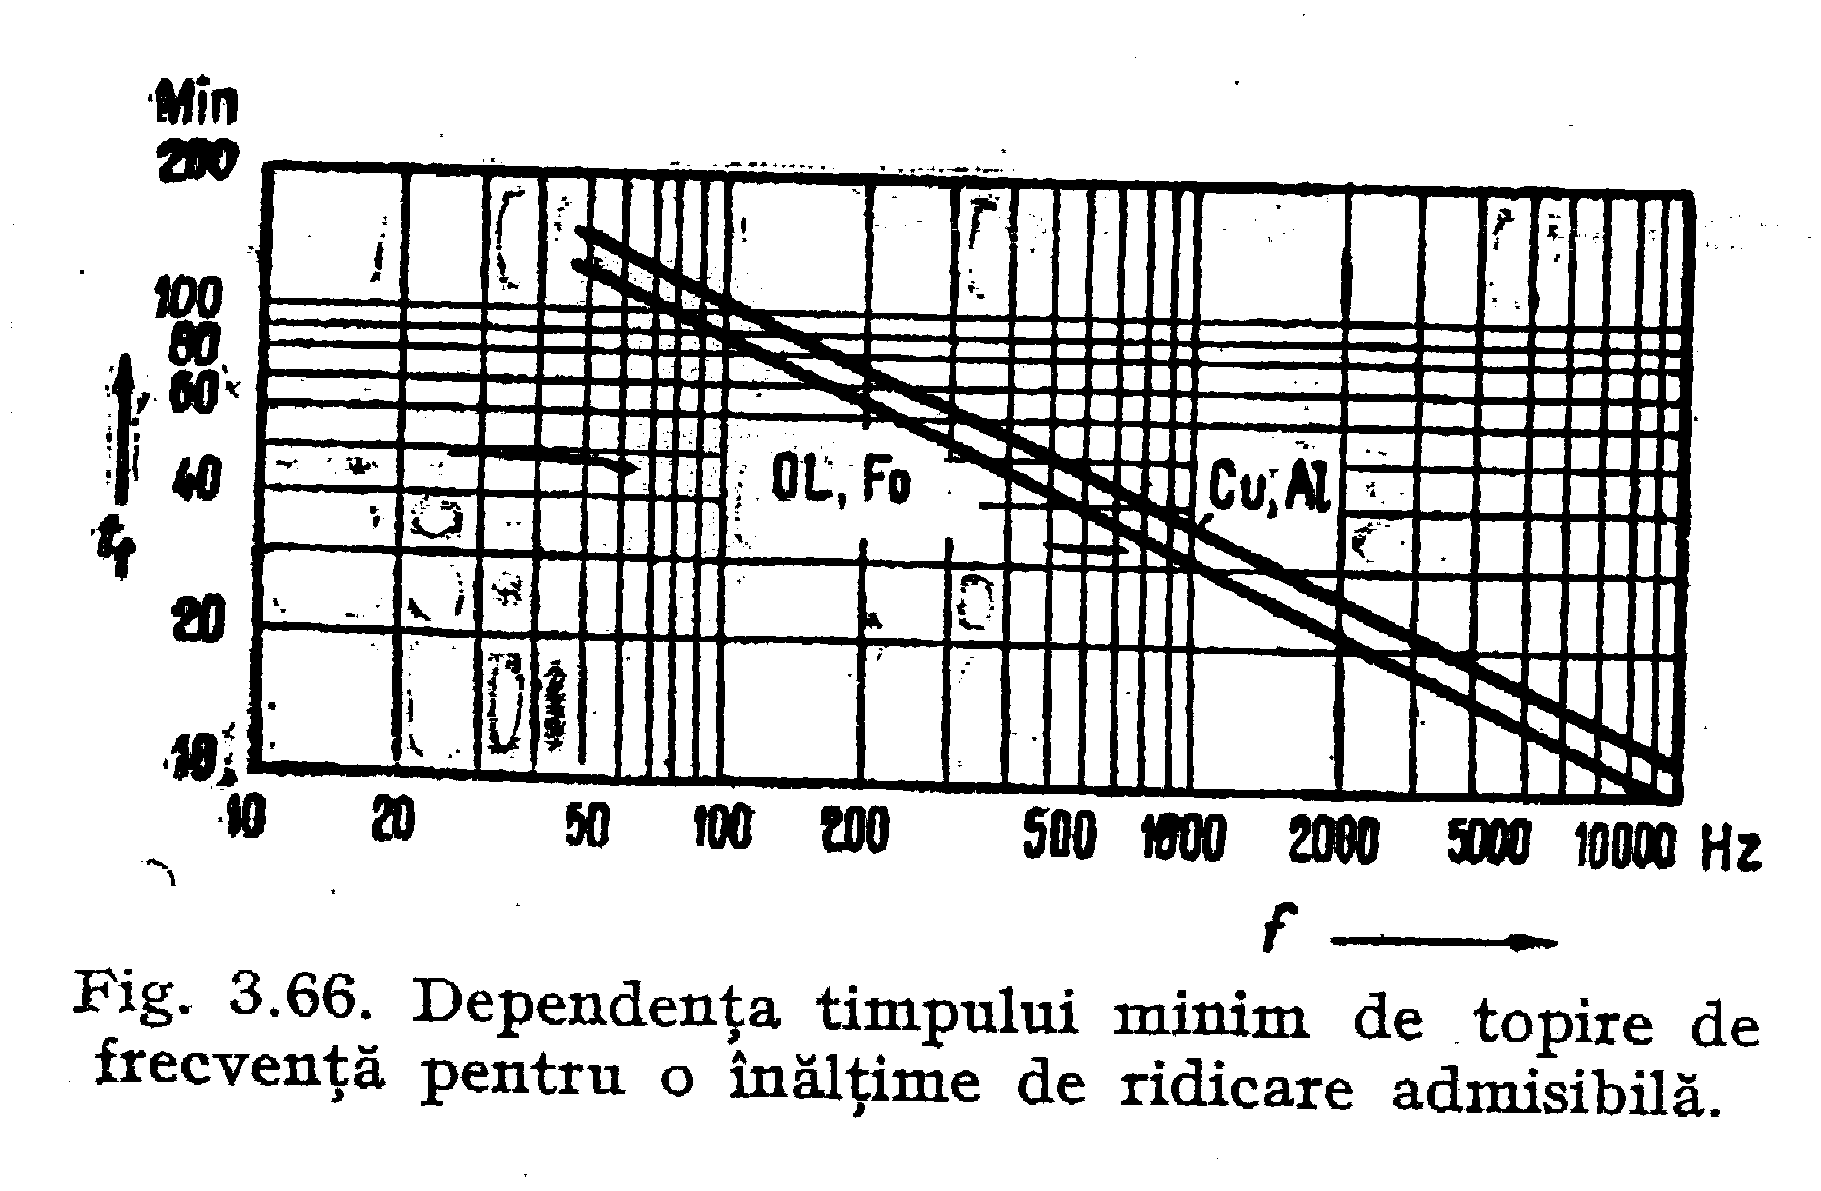 Min
200
100
80
60
40
20
10
OL, Fo
Cu, Al
10 20 50 100 200 500 1000 2000 5000 10000 Hz
f
Fig. 3.66. Dependența timpului minim de topire de
frecvență pentru o înălțime de ridicare admisibilă.